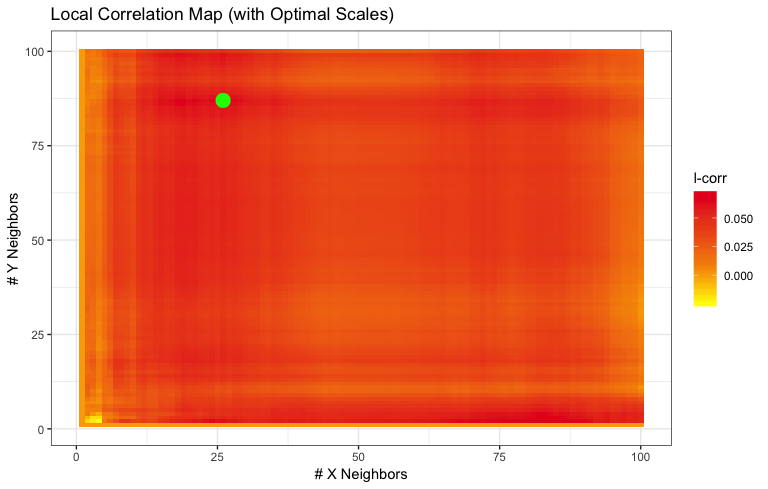 Local Correlation Map (with Optimal Scales)
100
75
50
25
0
# Y Neighbors
0 25 50 75 100
# X Neighbors
l-corr
0.050
0.025
0.000